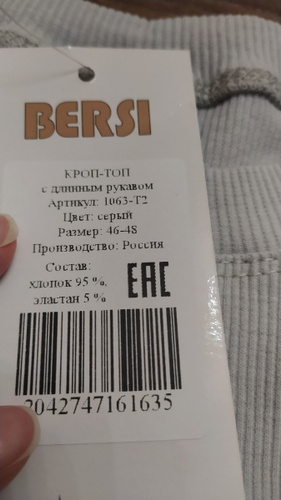 BERSI
КРОП-ТОП
с длинным рукавом
Артикул: 1063-Т2
Цвет: серый
Размер: 46-48
Производство: Россия
Состав:
хлопок 95 %,
эластан 5 %
ЕАС
2042747161635